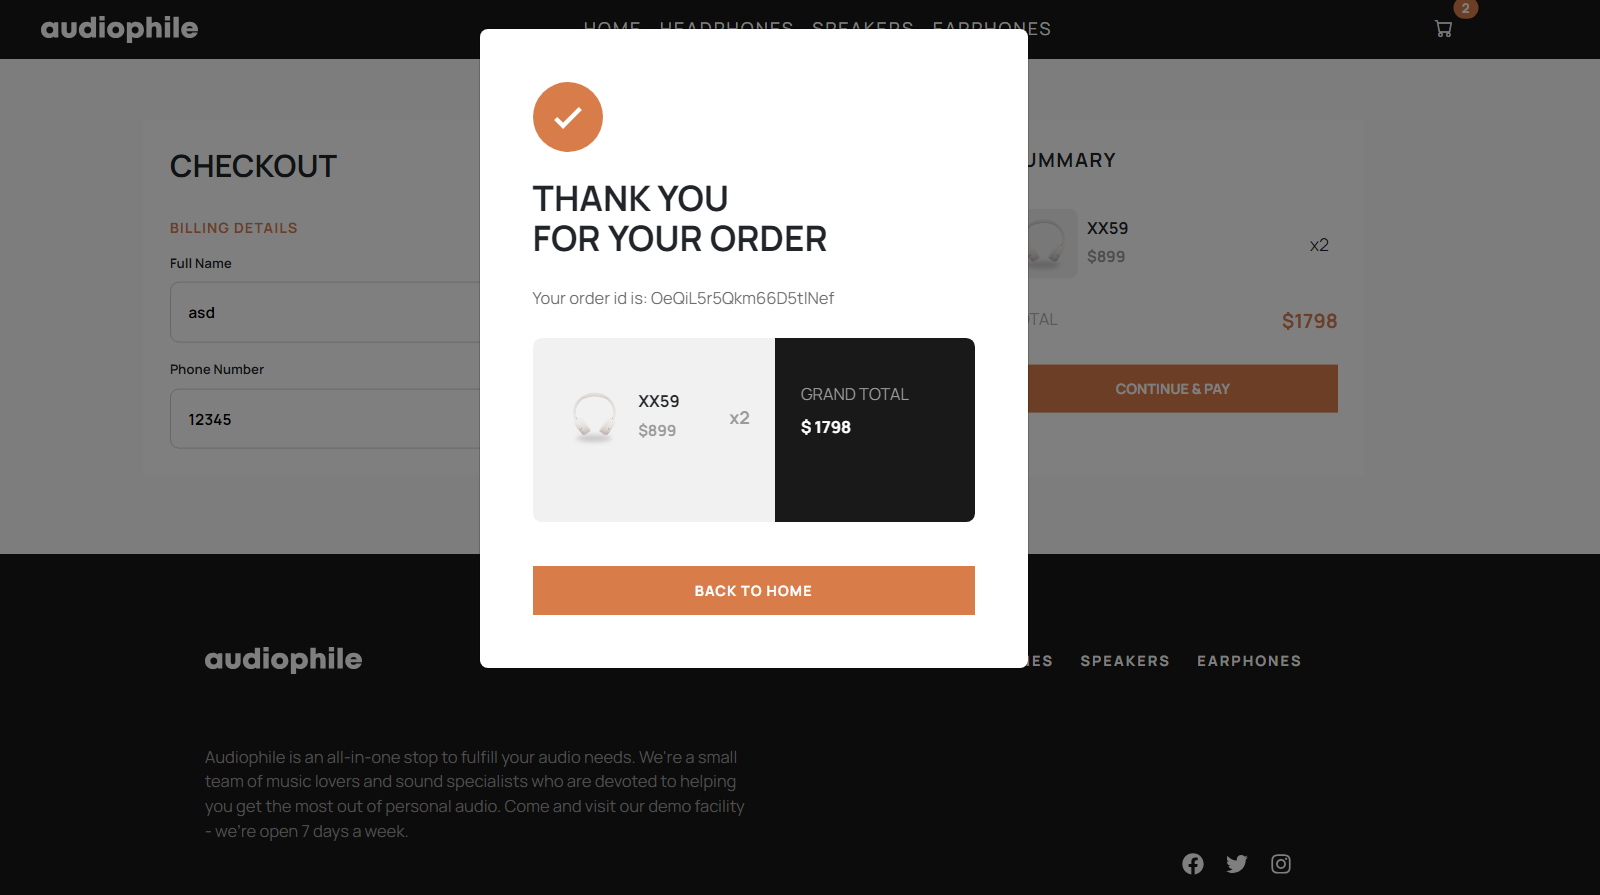 audiophile
HOME HEADPHONES SPEAKERS EARPHONES
2
CHECKOUT
BILLING DETAILS
Full Name
asd
Phone Number
12345
THANK YOU
FOR YOUR ORDER
Your order id is: OeQiL5r5Qkm66D5tlNef
XX59
$899
x2
GRAND TOTAL
$ 1798
BACK TO HOME
UMMARY
XX59
$899
x2
OTAL
$1798
CONTINUE & PAY
audiophile
ES SPEAKERS EARPHONES
Audiophile is an all-in-one stop to fulfill your audio needs. We're a small
team of music lovers and sound specialists who are devoted to helping
you get the most out of personal audio. Come and visit our demo facility
- we're open 7 days a week.